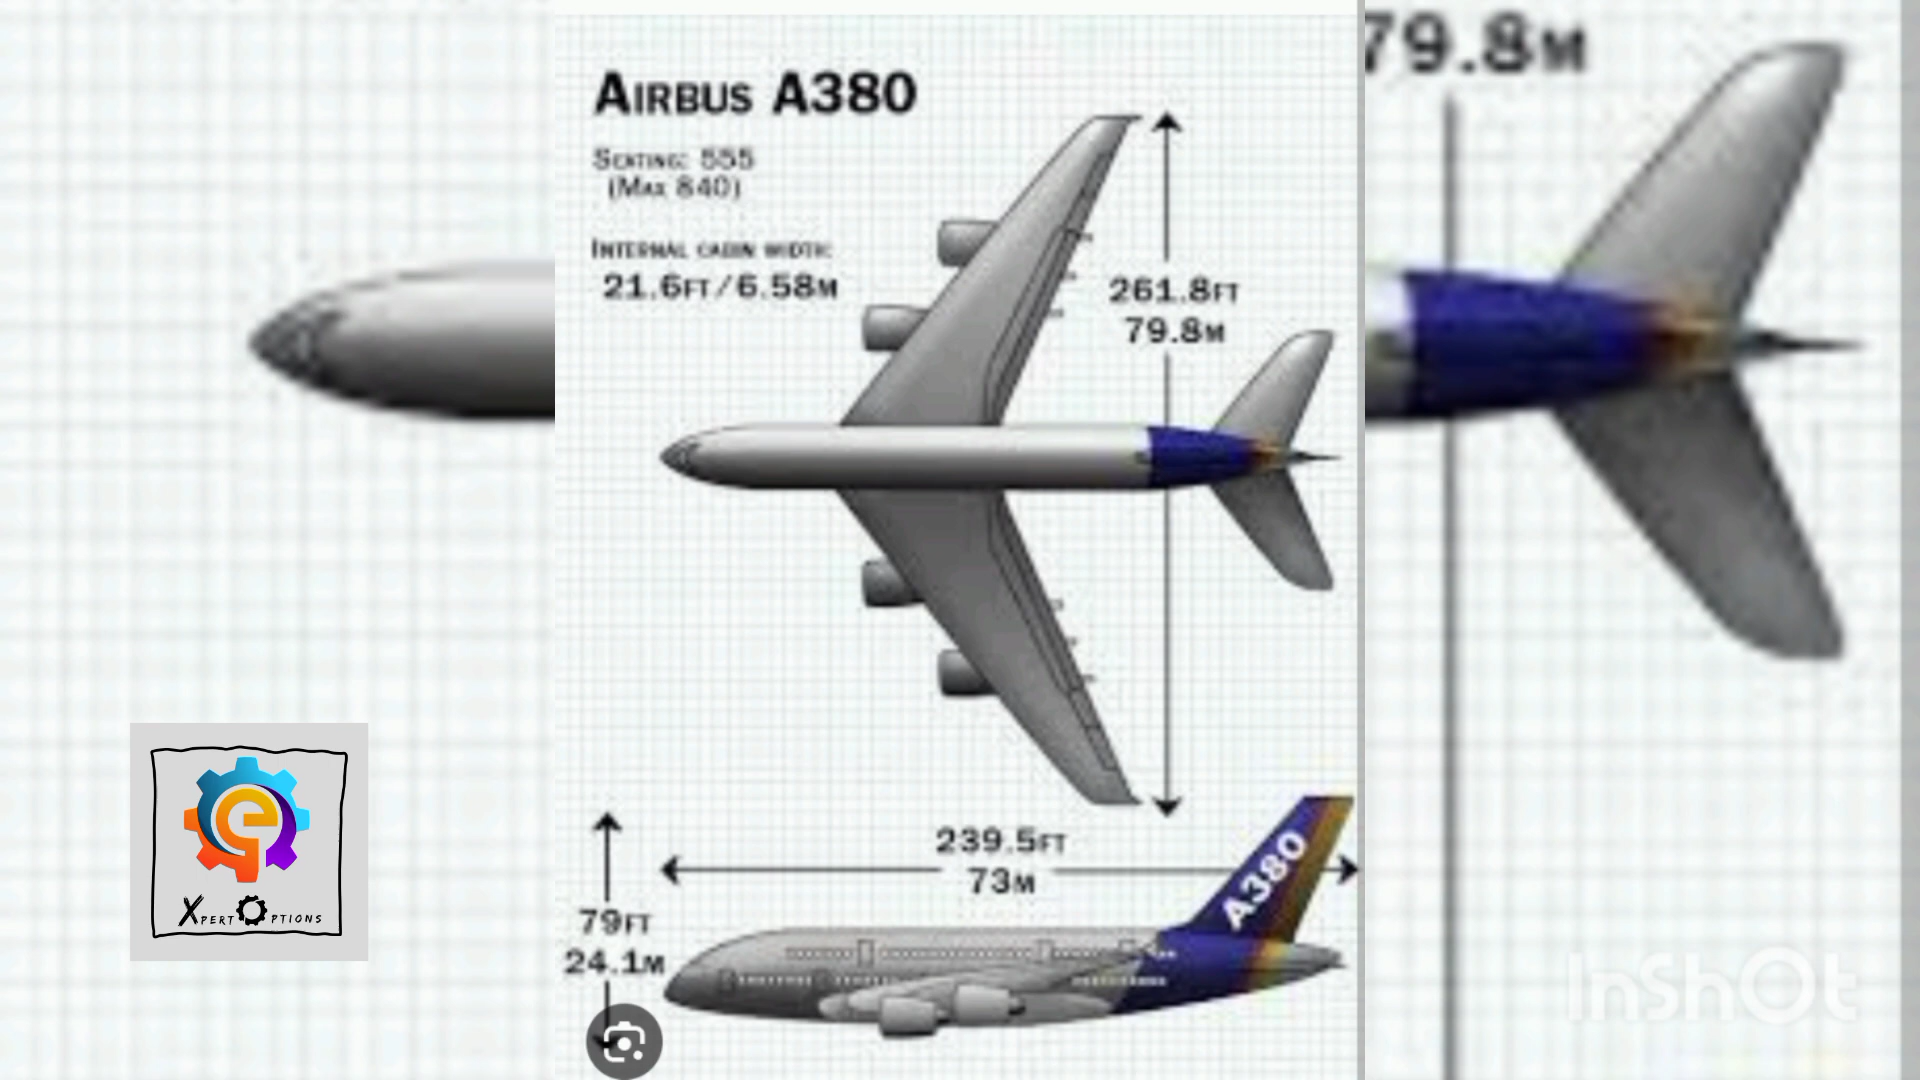 79.8M
AIRBUS A380
SEATING: 555
(MAX 840)
INTERNAL CABIN WIDTH:
21.6FT/6.58M
261.8FT
79.8M
239.5FT
73M
A380
79FT
24.1M
e
XPERT OPTIONS
InShOt